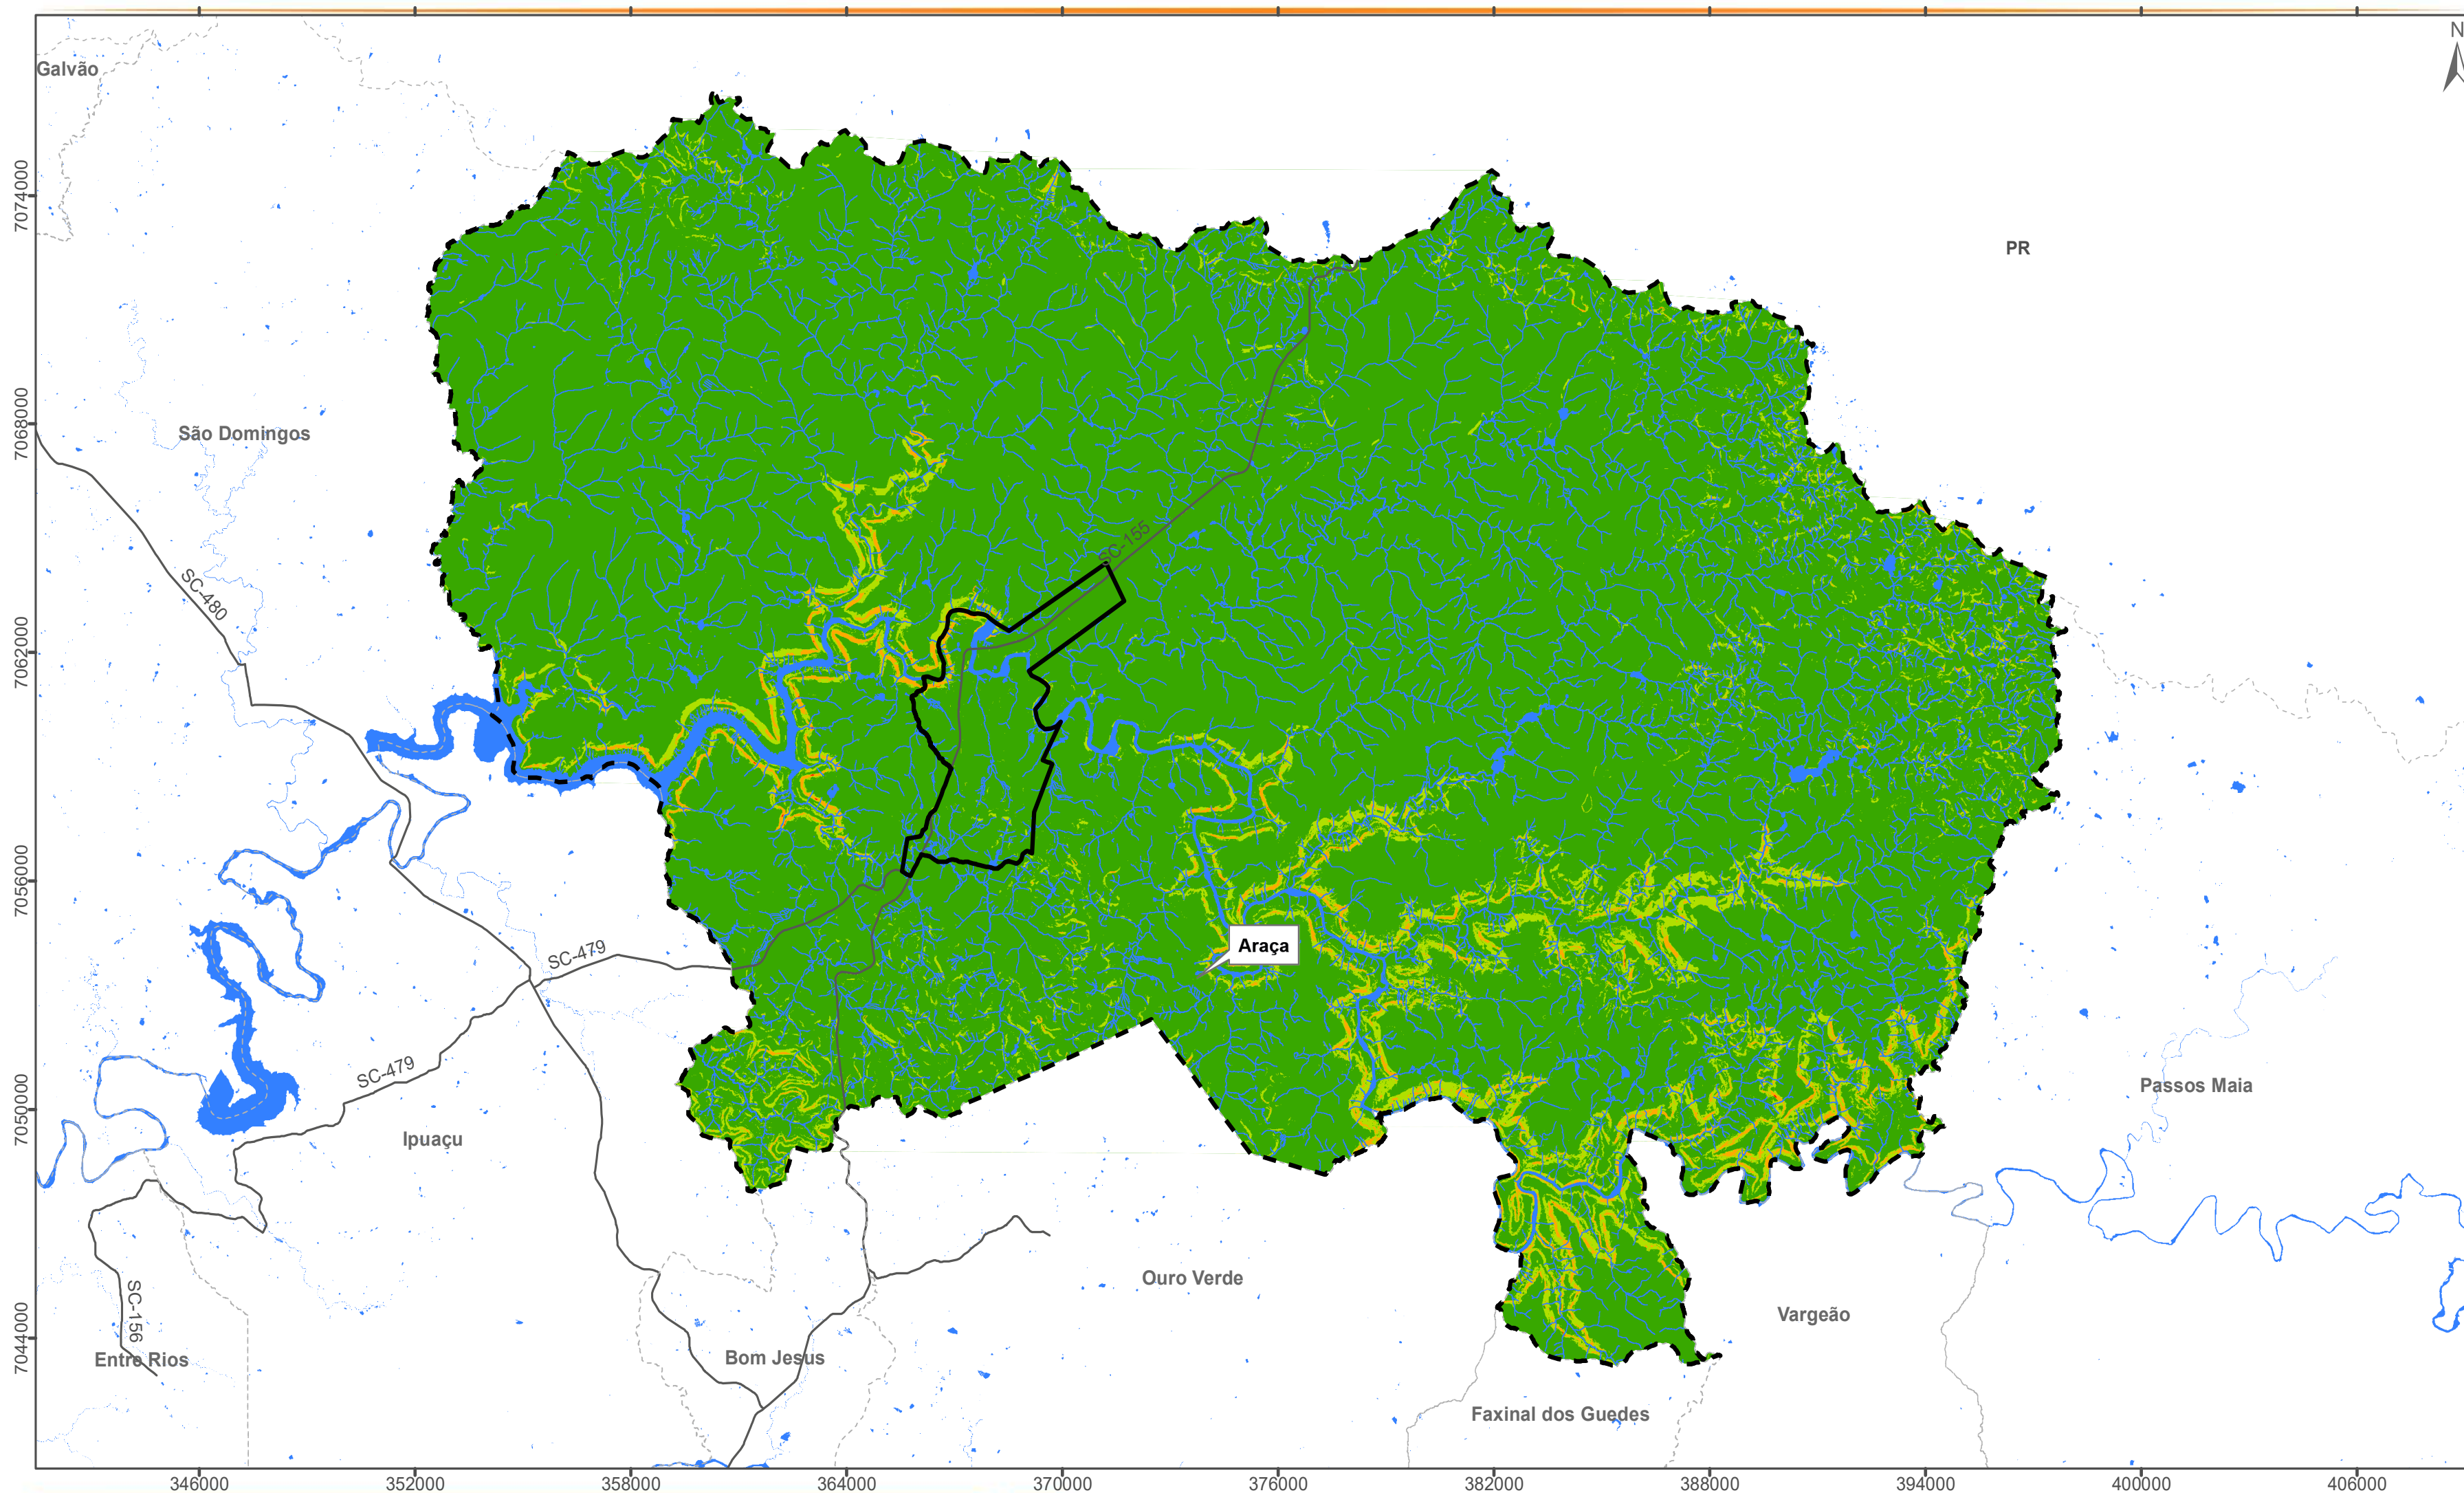 N
Galvão
7074000
PR
7068000
São Domingos
SC-155
SC-480
7062000
7056000
Araça
SC-479
SC-479
7050000
Passos Maia
Ipuaçu
Ouro Verde
SC-156
Vargeão
7044000
Entre Rios
Bom Jesus
Faxinal dos Guedes
346000 352000 358000 364000 370000 376000 382000 388000 394000 400000 406000